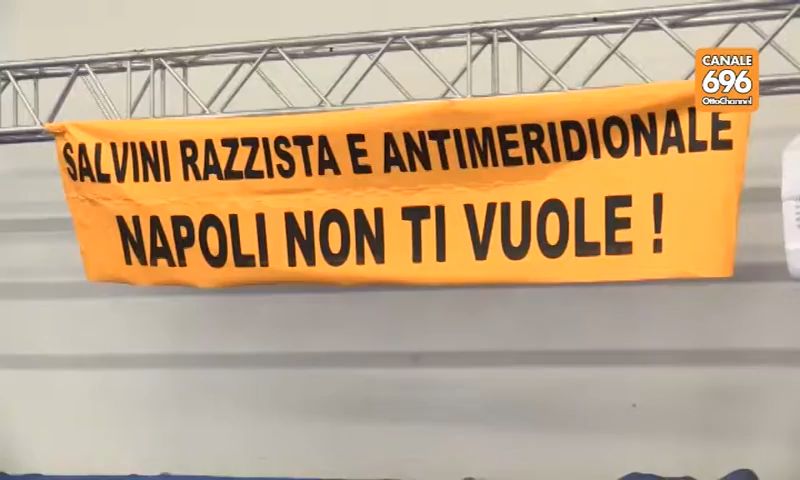 CANALE
696
OttoChannel
SALVINI RAZZISTA E ANTIMERIDIONALE
NAPOLI NON TI VUOLE !